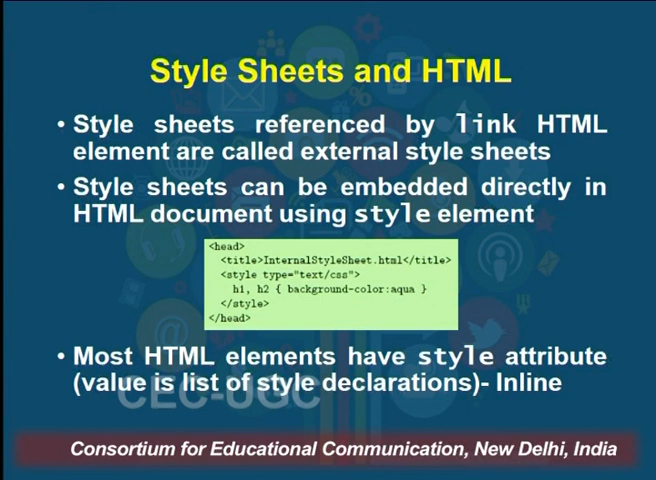 Style Sheets and HTML
• Style sheets referenced by link HTML
element are called external style sheets
• Style sheets can be embedded directly in
HTML document using style element
<head>
<title>InternalStyleSheet.html</title>
<style type="text/css">
h1, h2 { background-color:aqua }
</style>
</head>
• Most HTML elements have style attribute
(value is list of style declarations)- Inline
CEC-UGC
Consortium for Educational Communication, New Delhi, India